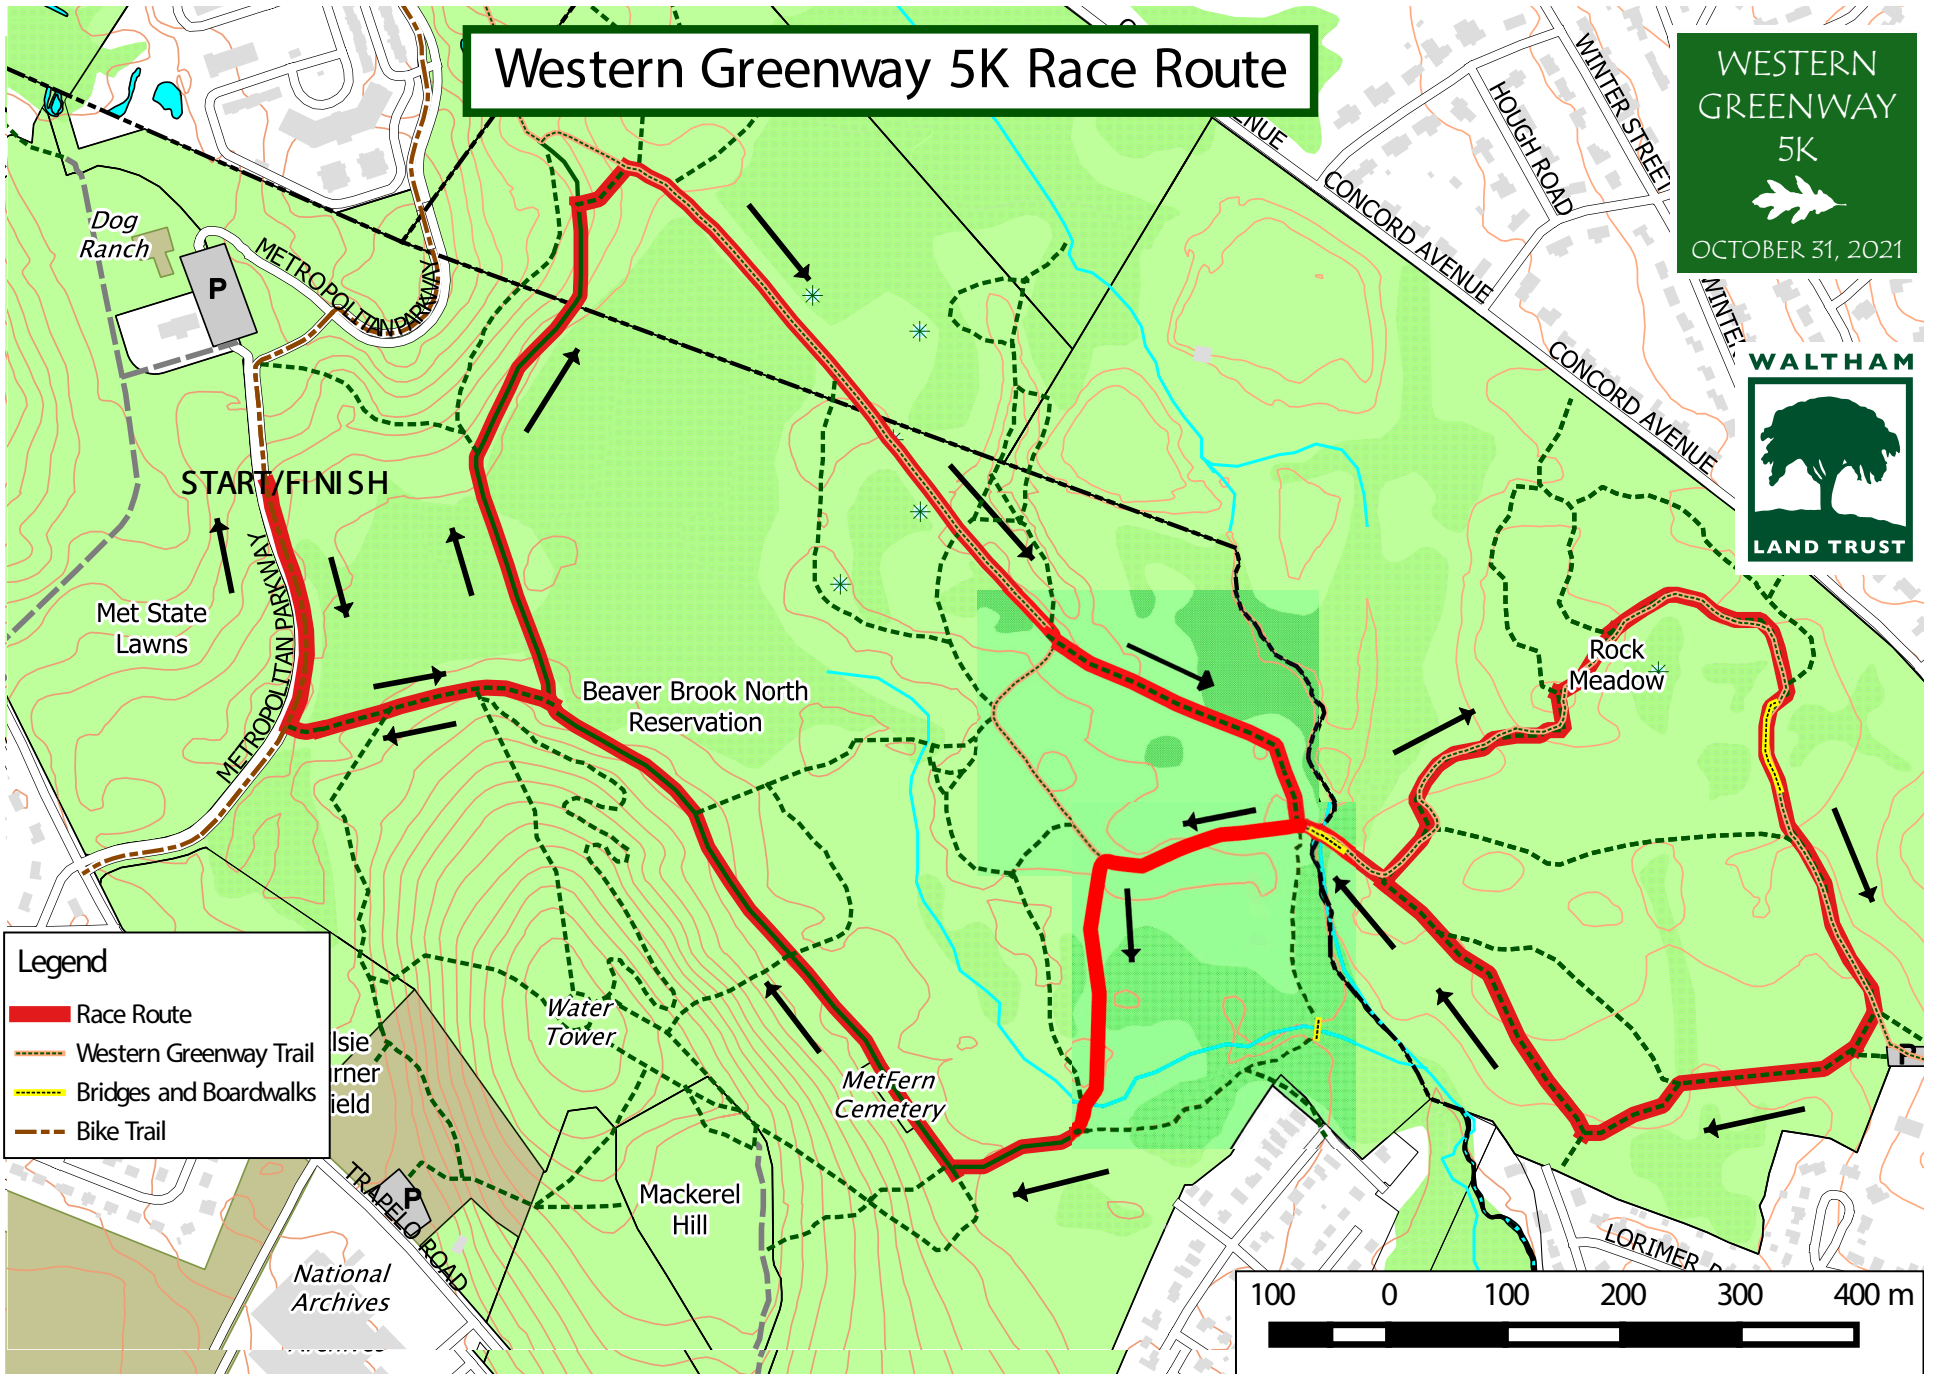 Western Greenway 5K Race Route
WESTERN
GREENWAY
5K
OCTOBER 31, 2021
WALTHAM
LAND TRUST
WINTER STREET
HOUGH ROAD
CONCORD AVENUE
CONCORD AVENUE
Dog
Ranch
P
METROPOLITAN PARKWAY
START/FINISH
METROPOLITAN PARKWAY
Met State
Lawns
Beaver Brook North
Reservation
Rock
Meadow
P
Water
Tower
MetFern
Cemetery
Mackerel
Hill
Legend
Race Route
Western Greenway Trail
Bridges and Boardwalks
Bike Trail
P
TRAPELO ROAD
National
Archives
LORIMER
100 0 100 200 300 400 m